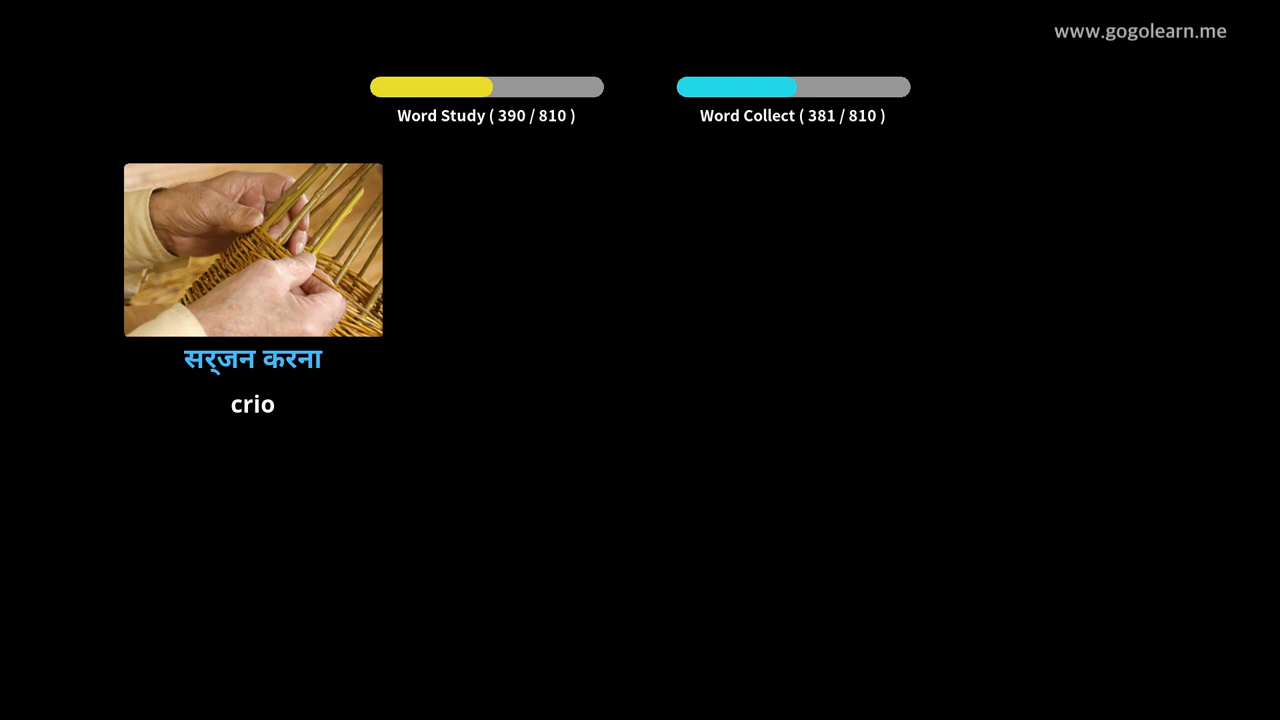 www.gogolearn.me
Word Study ( 390 / 810 )
Word Collect ( 381 / 810 )
सर्‌जन करना
crio